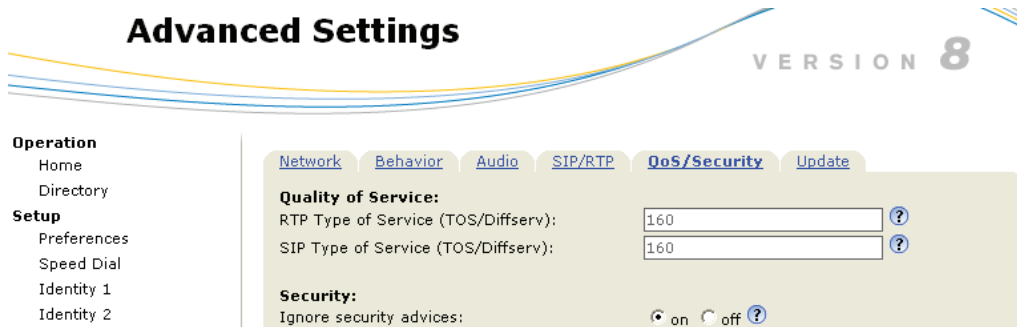 Advanced Settings
VERSION 8
Operation
Home
Directory
Setup
Preferences
Speed Dial
Identity 1
Identity 2
Network Behavior Audio SIP/RTP QoS/Security Update
Quality of Service:
RTP Type of Service (TOS/Diffserv): 160 ?
SIP Type of Service (TOS/Diffserv): 160 ?
Security:
Ignore security advices: on off ?